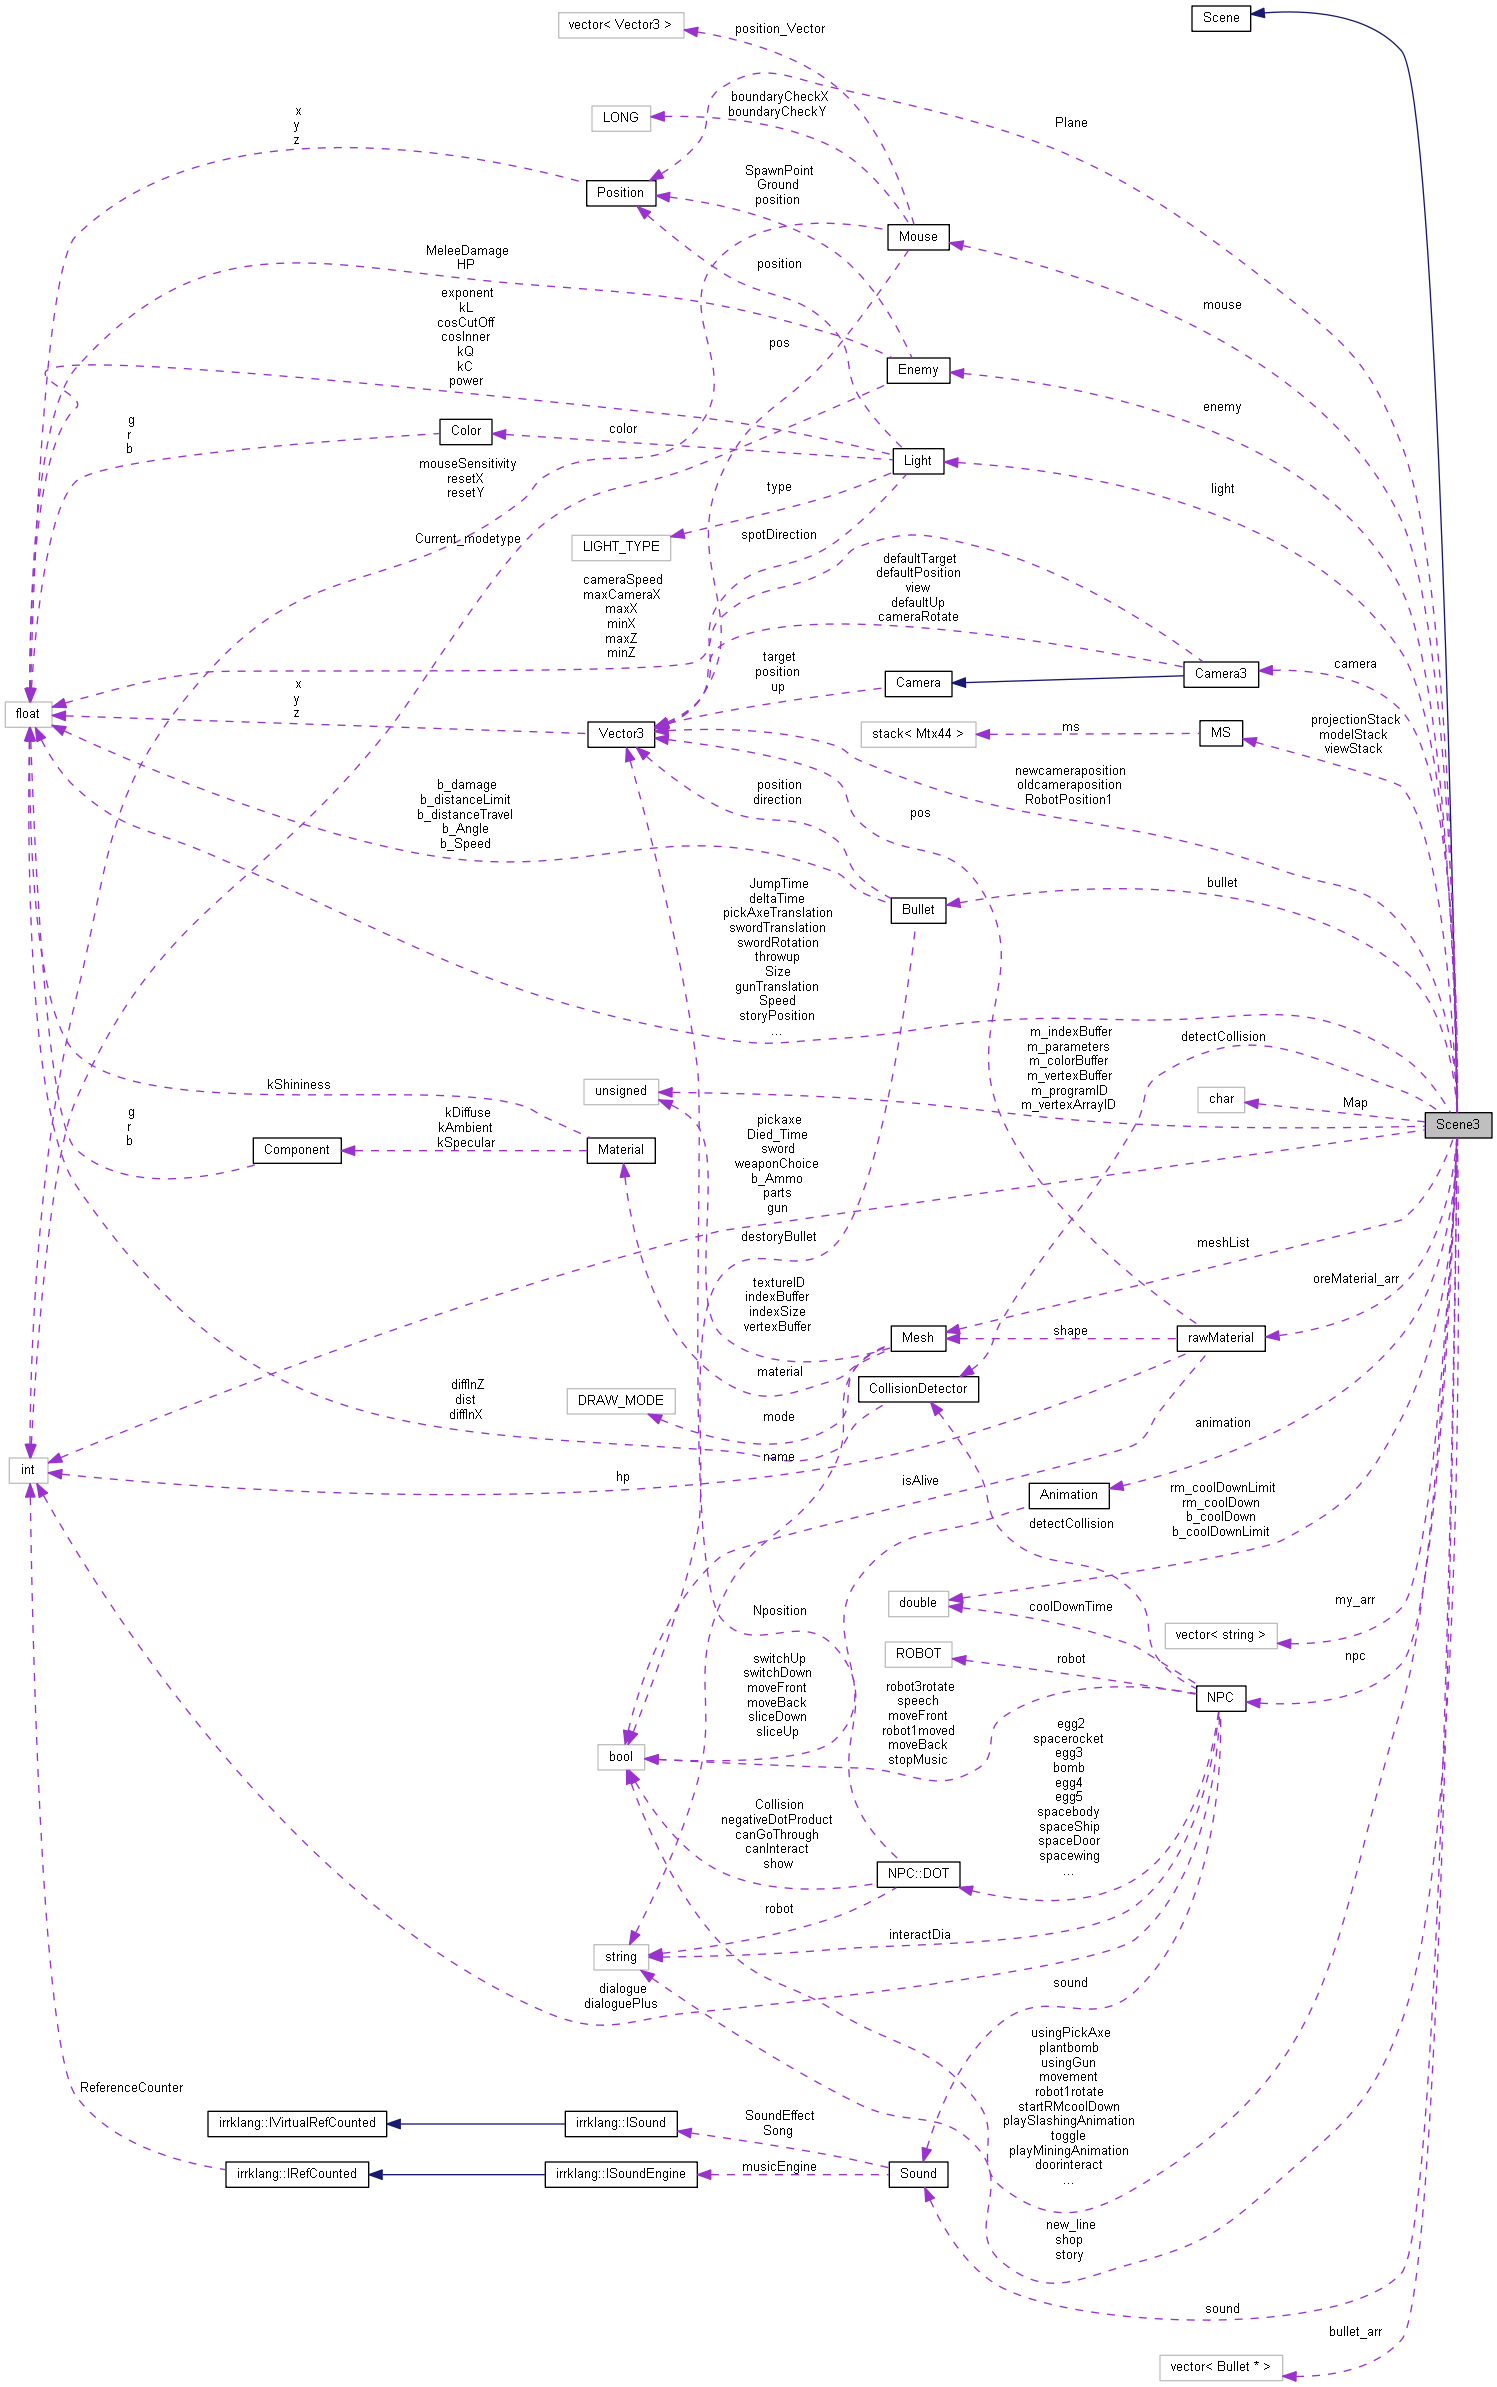 vector< Vector3 >
position_Vector
Scene
boundaryCheckX
boundaryCheckY
LONG
Plane
x
y
z
Position
SpawnPoint
Ground
position
Mouse
MeleeDamage
HP
position
mouse
exponent
kL
cosCutOff
cosInner
kQ
kC
power
pos
Enemy
enemy
g
r
b
Color
color
Light
light
mouseSensitivity
resetX
resetY
type
Current_modetype
LIGHT_TYPE
spotDirection
cameraSpeed
maxCameraX
maxX
minX
maxZ
minZ
defaultTarget
defaultPosition
view
defaultUp
cameraRotate
target
position
up
Camera
Camera3
camera
float
x
y
z
Vector3
stack< Mtx44 >
ms
MS
projectionStack
modelStack
viewStack
b_damage
b_distanceLimit
b_distanceTravel
b_Angle
b_Speed
position
direction
newcameraposition
oldcameraposition
RobotPosition1
pos
JumpTime
deltaTime
pickAxeTranslation
swordTranslation
swordRotation
throwup
Size
gunTranslation
Speed
storyPosition
...
Bullet
bullet
m_indexBuffer
m_parameters
m_colorBuffer
m_vertexBuffer
m_programID
m_vertexArrayID
detectCollision
kShininess
unsigned
char
Map
Scene3
g
r
b
Component
kDiffuse
kAmbient
kSpecular
Material
pickaxe
Died_Time
sword
weaponChoice
b_Ammo
parts
gun
destoryBullet
meshList
textureID
indexBuffer
indexSize
vertexBuffer
oreMaterial_arr
Mesh
shape
rawMaterial
material
CollisionDetector
diffInZ
dist
diffInX
DRAW_MODE
mode
name
animation
int
hp
isAlive
Animation
detectCollision
rm_coolDownLimit
rm_coolDown
b_coolDown
b_coolDownLimit
Nposition
double
coolDownTime
my_arr
vector< string >
switchUp
switchDown
moveFront
moveBack
sliceDown
sliceUp
ROBOT
robot
npc
NPC
bool
robot3rotate
speech
moveFront
robot1moved
moveBack
stopMusic
egg2
spacerocket
egg3
bomb
egg4
egg5
spacebody
spaceShip
spaceDoor
spacewing
...
Collision
negativeDotProduct
canGoThrough
canInteract
show
NPC::DOT
robot
string
interactDia
dialogue
dialoguePlus
sound
usingPickAxe
plantbomb
usingGun
movement
robot1rotate
startRMcoolDown
playSlashingAnimation
toggle
playMiningAnimation
doorinteract
...
ReferenceCounter
irrklang::IVirtualRefCounted
irrklang::ISound
SoundEffect
Song
irrklang::IRefCounted
irrklang::ISoundEngine
musicEngine
Sound
new_line
shop
story
sound
bullet_arr
vector< Bullet * >